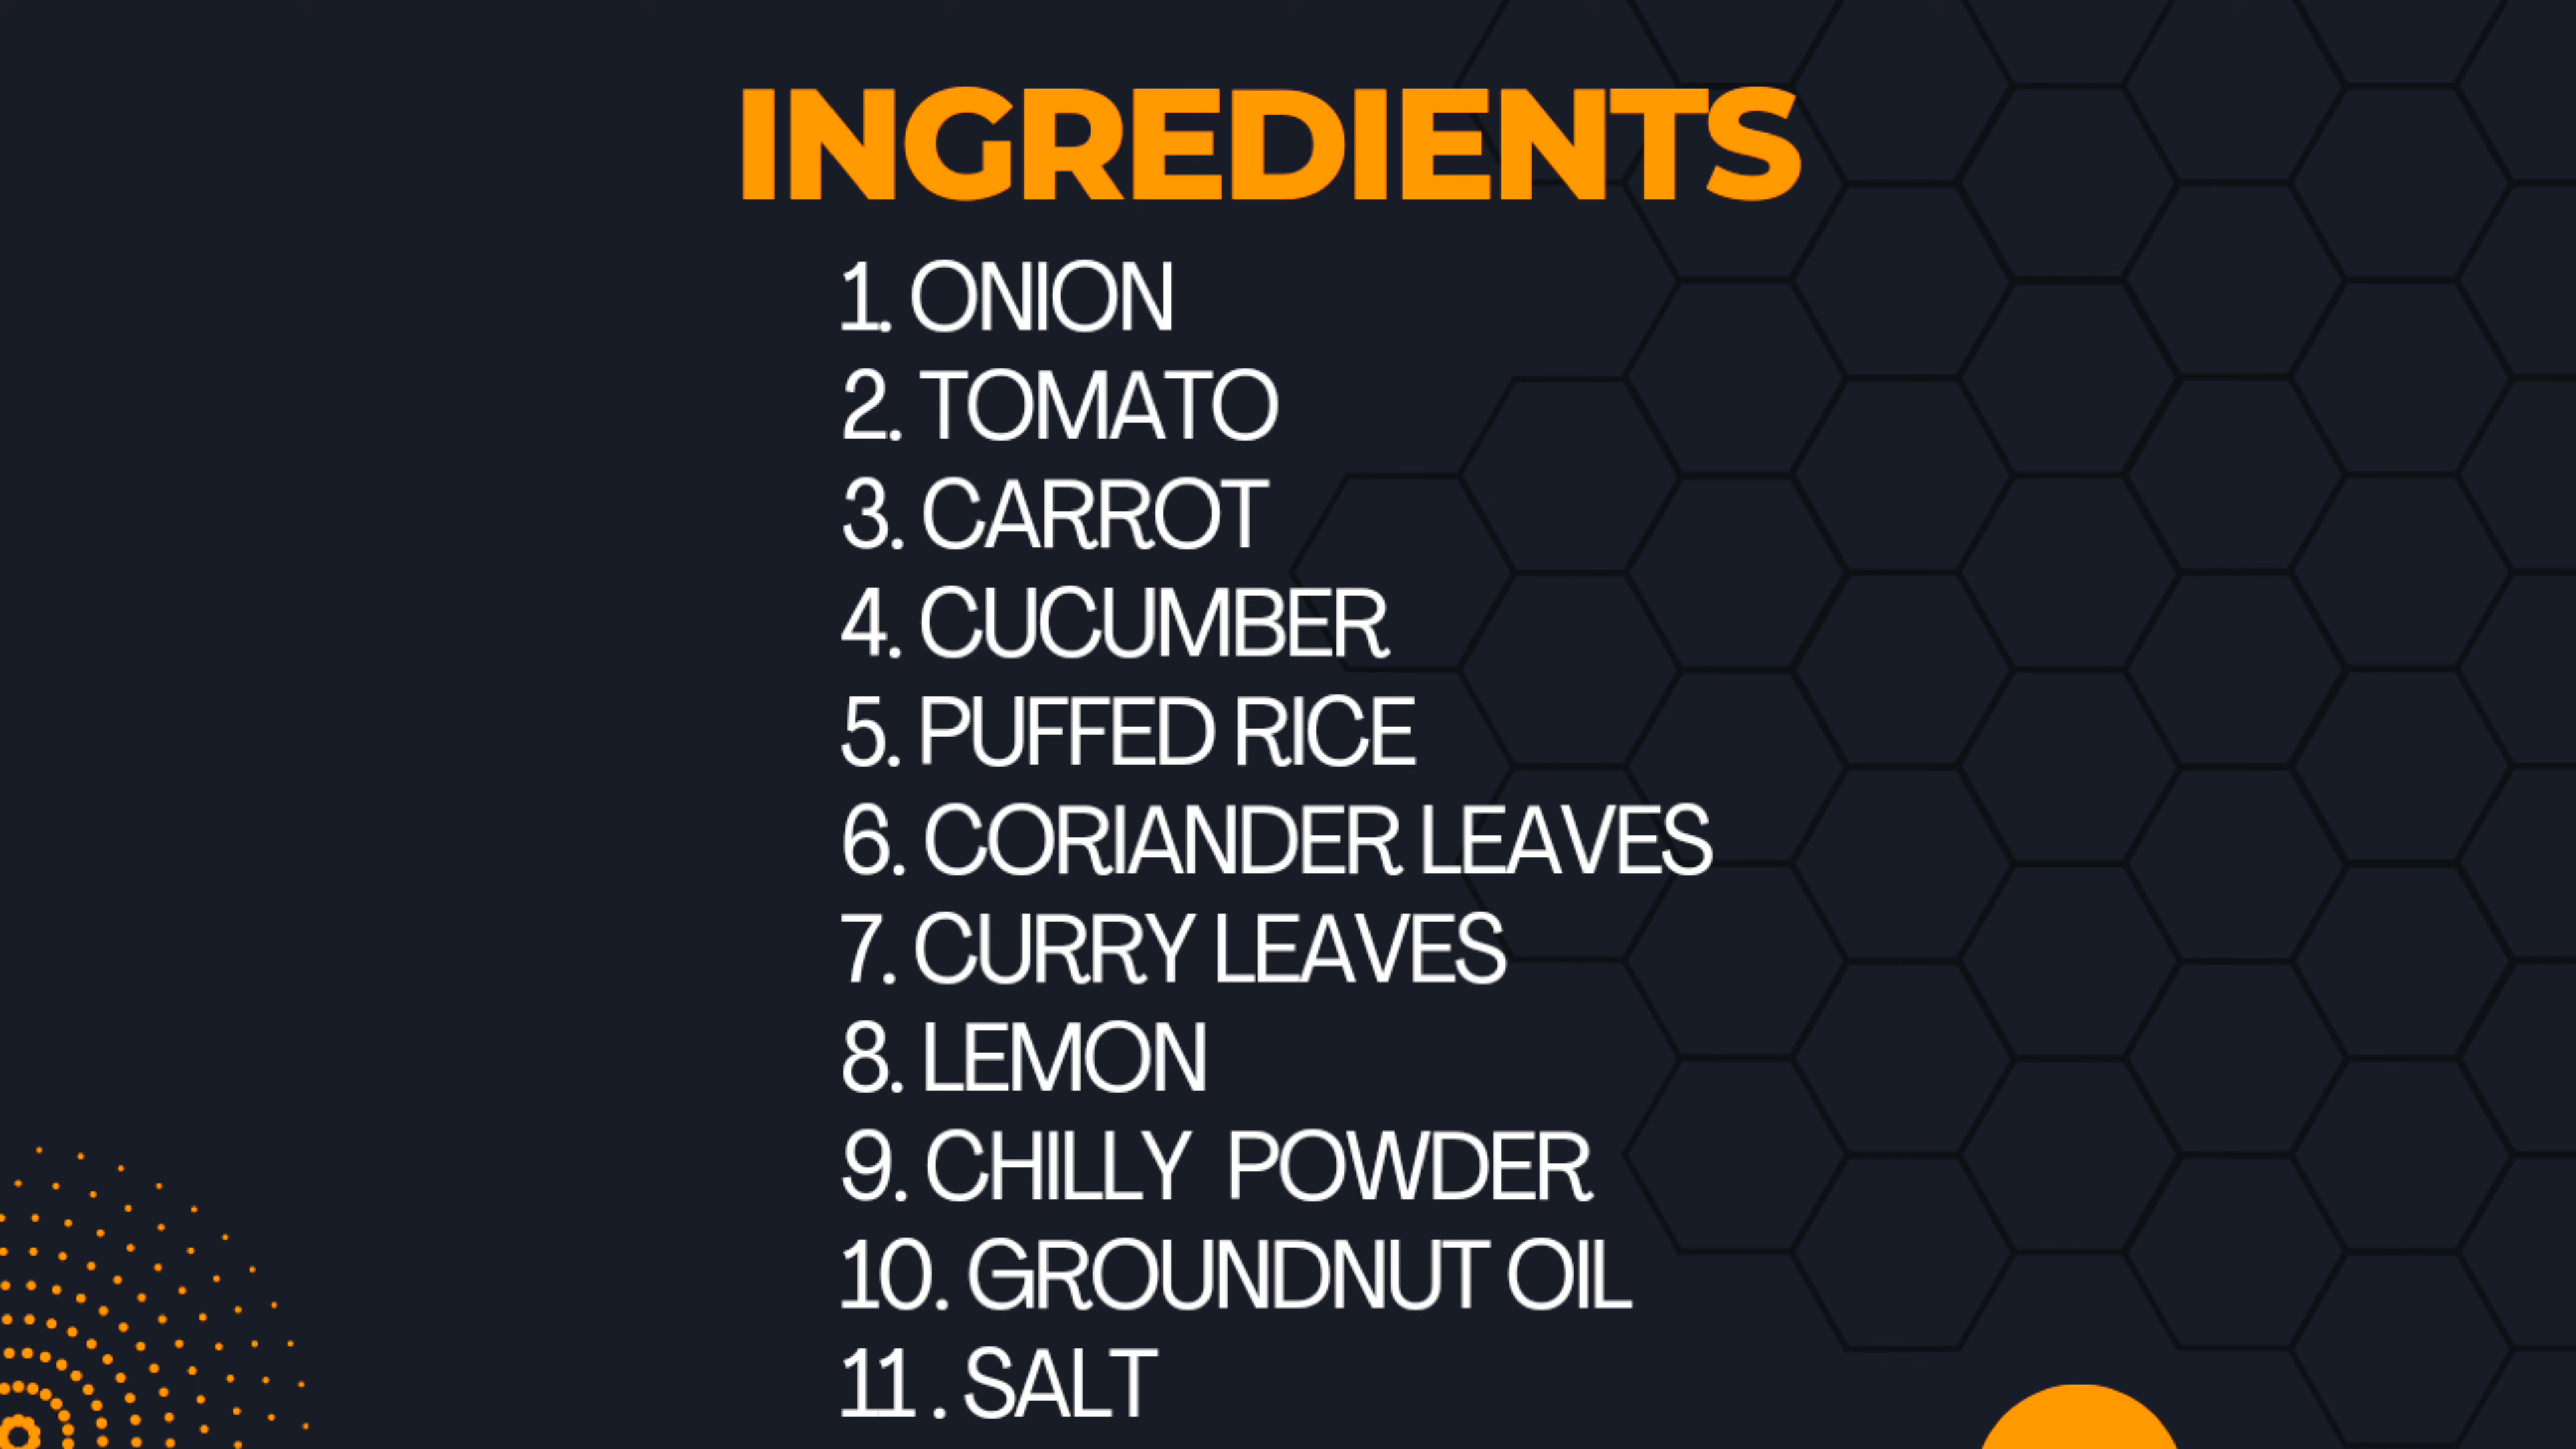 INGREDIENTS
1. ONION
2. TOMATO
3. CARROT
4. CUCUMBER
5. PUFFED RICE
6. CORIANDER LEAVES
7. CURRY LEAVES
8. LEMON
9. CHILLY  POWDER
10. GROUNDNUT OIL
11 . SALT